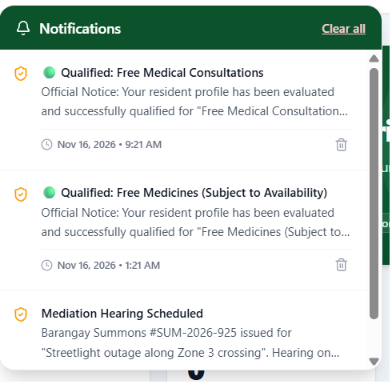 Notifications
Clear all
Qualified: Free Medical Consultations
Official Notice: Your resident profile has been evaluated
and successfully qualified for "Free Medical Consultation...
Nov 16, 2026 • 9:21 AM
Qualified: Free Medicines (Subject to Availability)
Official Notice: Your resident profile has been evaluated
and successfully qualified for "Free Medicines (Subject to...
Nov 16, 2026 • 1:21 AM
Mediation Hearing Scheduled
Barangay Summons #SUM-2026-925 issued for
"Streetlight outage along Zone 3 crossing". Hearing on...